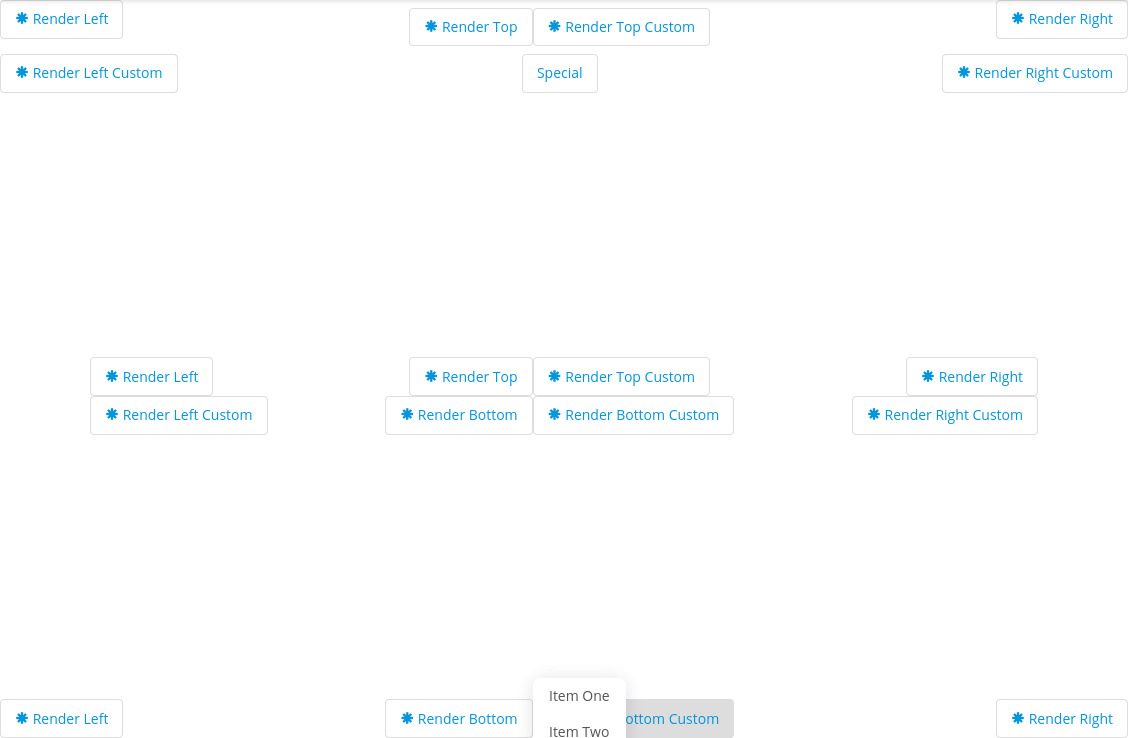 Render Left
Render Top
Render Top Custom
Render Right
Render Left Custom
Special
Render Right Custom
Render Left
Render Top
Render Top Custom
Render Right
Render Left Custom
Render Bottom
Render Bottom Custom
Render Right Custom
Item One
Render Left
Render Bottom
Custom
Render Right
Item Two